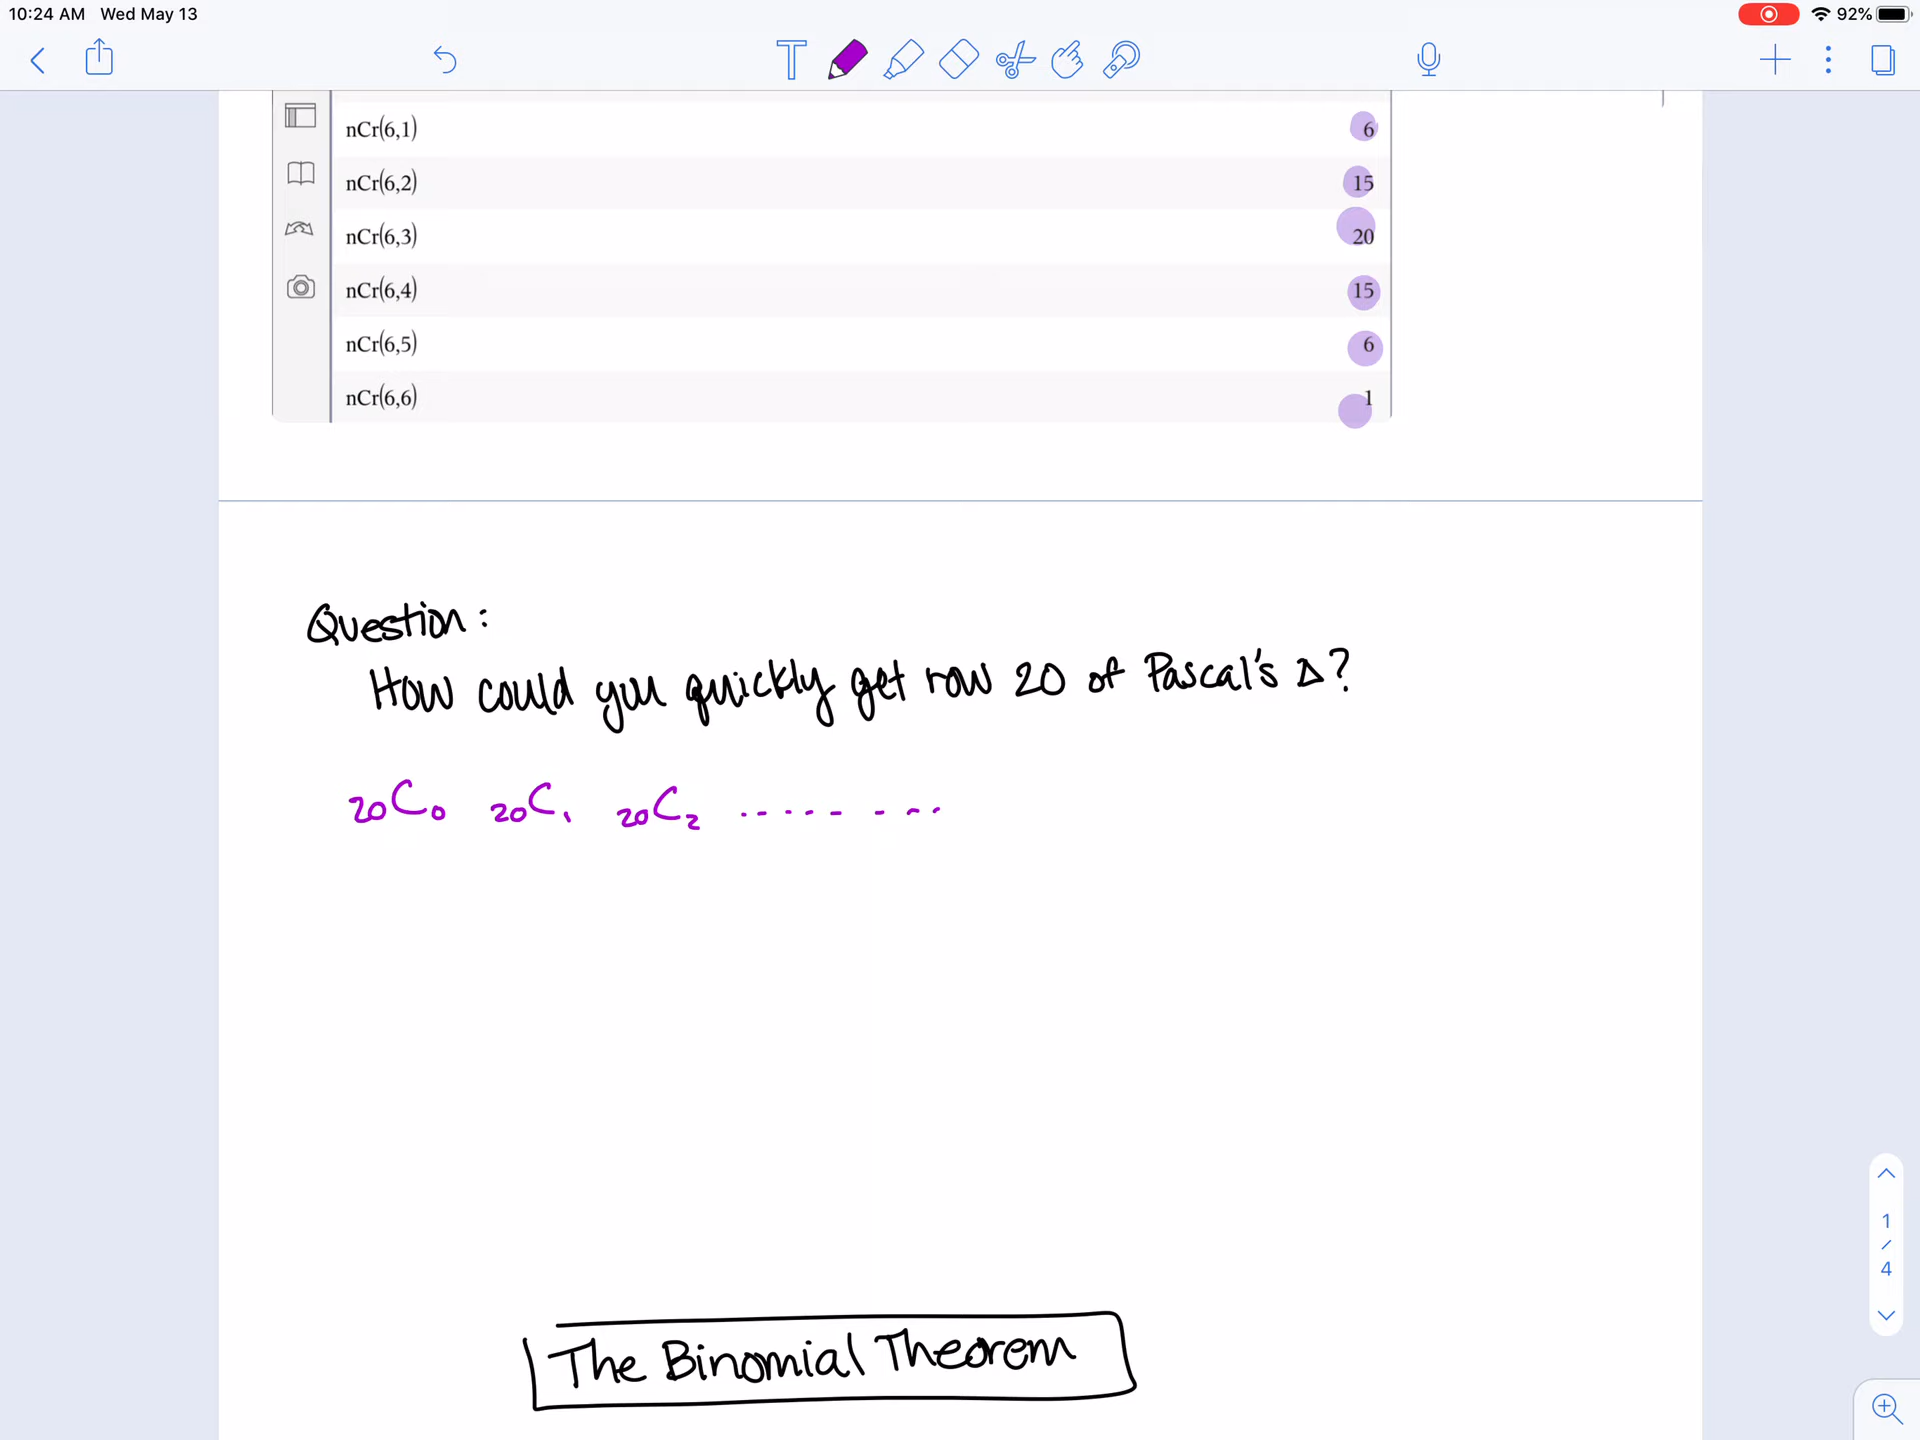 10:24 AM Wed May 13
92%
nCr(6,1) 6
nCr(6,2) 15
nCr(6,3) 20
nCr(6,4) 15
nCr(6,5) 6
nCr(6,6) 1
Question:
How could you quickly get row 20 of Pascal's Δ?
₂₀C₀ ₂₀C₁ ₂₀C₂ .........
The Binomial Theorem
1
/
4